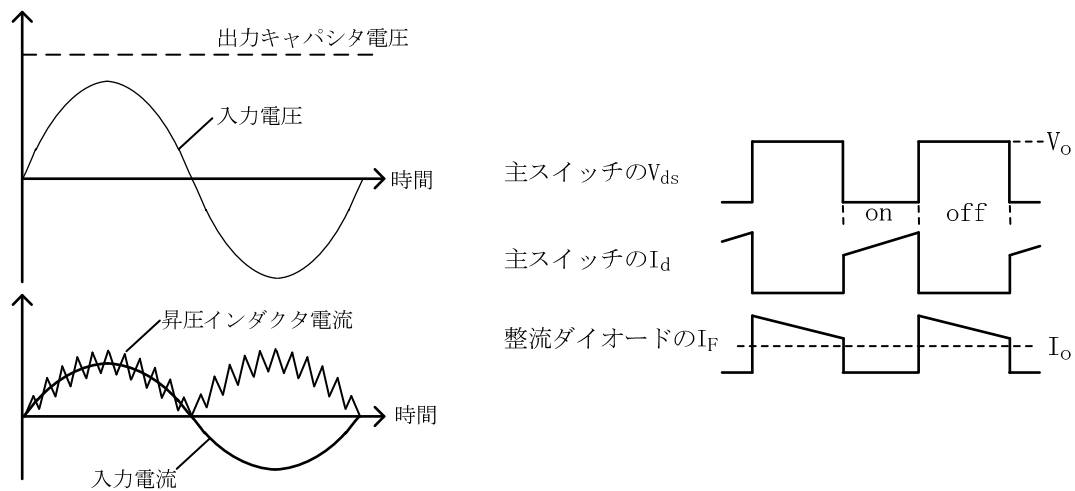 出力キャパシタ電圧
入力電圧
時間
昇圧インダクタ電流
時間
入力電流
主スイッチのVds
Vo
on off
主スイッチのId
整流ダイオードのIF
Io